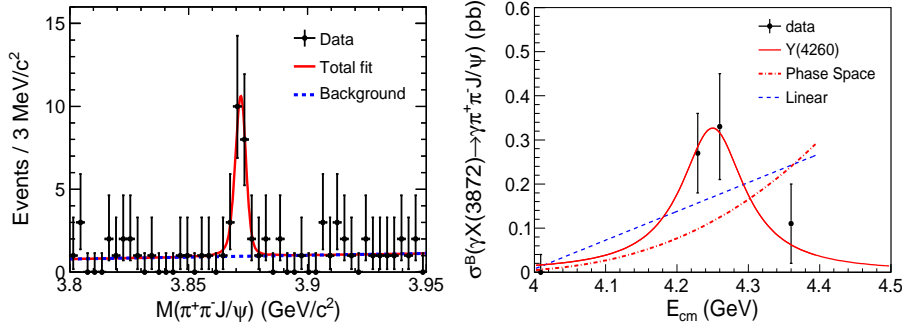 Events / 3 MeV/c²
15
10
5
0
3.8
3.85
3.9
3.95
M(π⁺π⁻J/ψ) (GeV/c²)
Data
Total fit
Background
σᴮ(γX(3872)→γπ⁺π⁻J/ψ) (pb)
0.6
0.5
0.4
0.3
0.2
0.1
0
4.0
4.1
4.2
4.3
4.4
4.5
E_cm (GeV)
data
Y(4260)
Phase Space
Linear